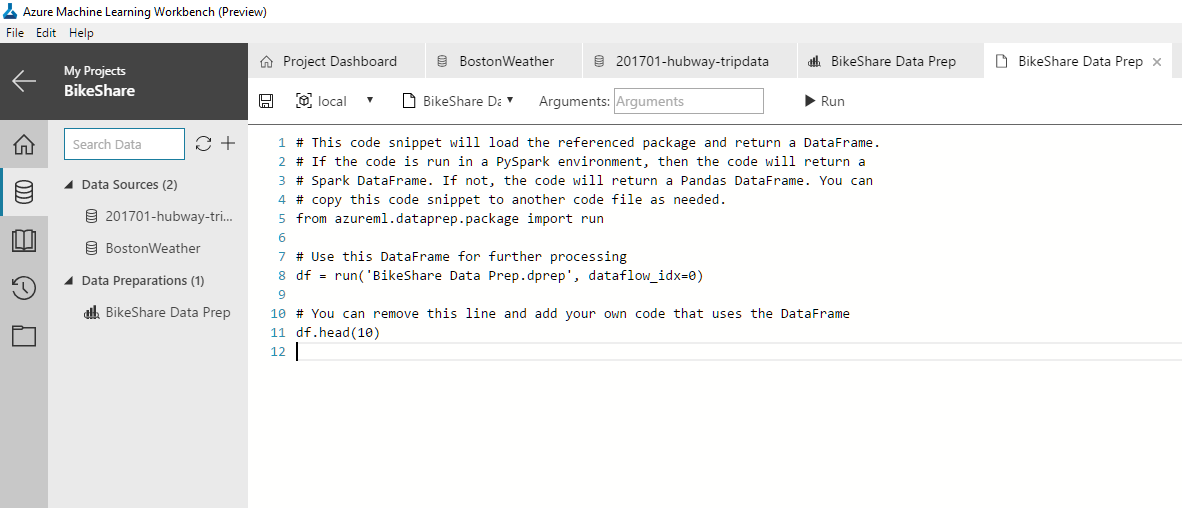 Azure Machine Learning Workbench (Preview)
File Edit Help
My Projects
BikeShare
Project Dashboard
BostonWeather
201701-hubway-tripdata
BikeShare Data Prep
BikeShare Data Prep
local
BikeShare Da
Arguments:
Arguments
Run
Search Data
Data Sources (2)
201701-hubway-tri...
BostonWeather
Data Preparations (1)
BikeShare Data Prep
1 # This code snippet will load the referenced package and return a DataFrame.
2 # If the code is run in a PySpark environment, then the code will return a
3 # Spark DataFrame. If not, the code will return a Pandas DataFrame. You can
4 # copy this code snippet to another code file as needed.
5 from azureml.dataprep.package import run
6
7 # Use this DataFrame for further processing
8 df = run('BikeShare Data Prep.dprep', dataflow_idx=0)
9
10 # You can remove this line and add your own code that uses the DataFrame
11 df.head(10)
12